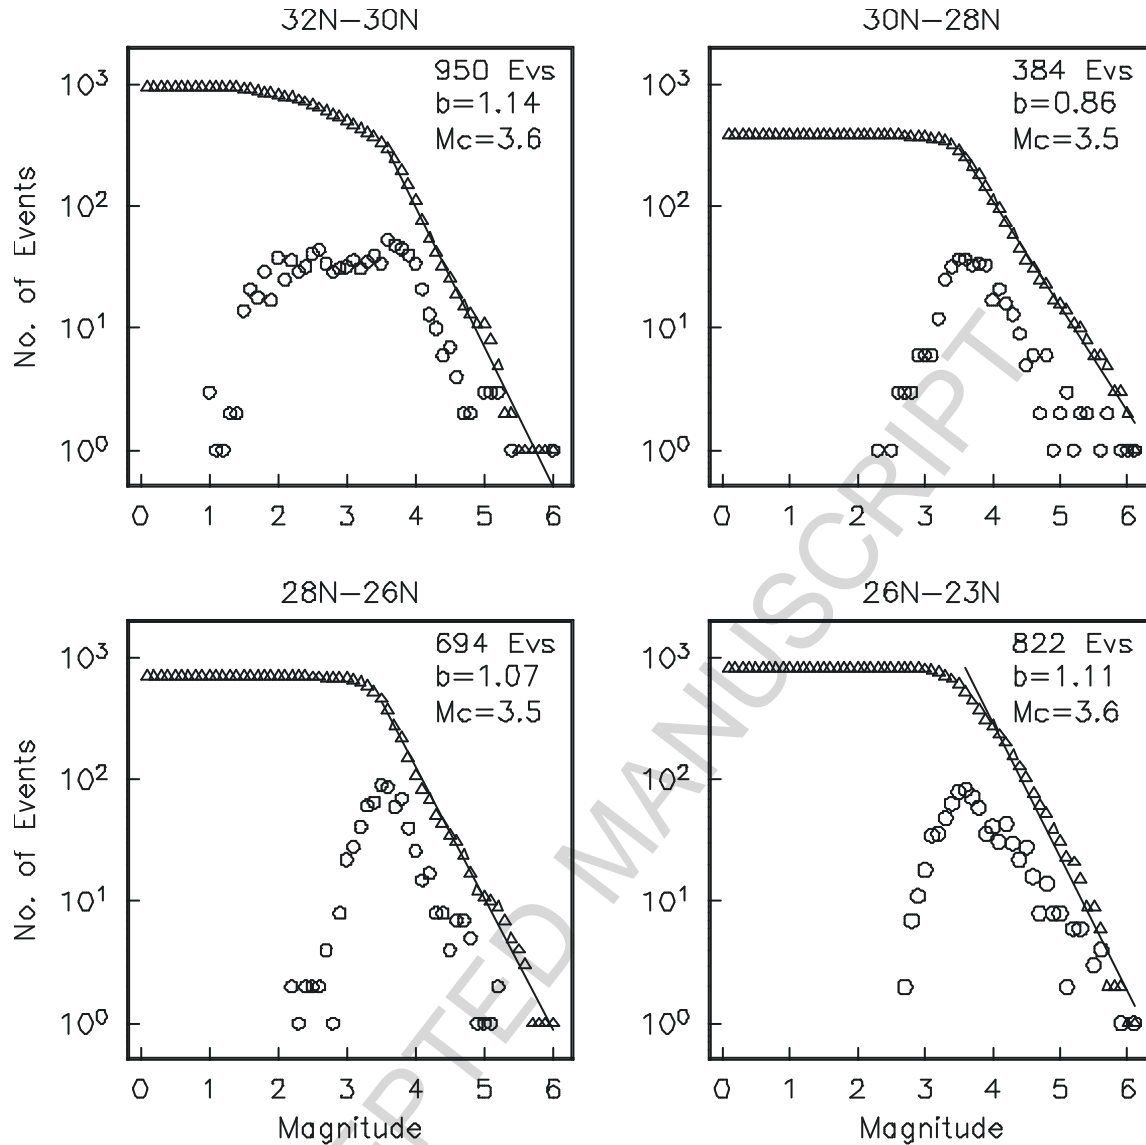 32N–30N
30N–28N
950 Evs
b=1.14
Mc=3.6
384 Evs
b=0.86
Mc=3.5
No. of Events
10³
10²
10¹
10⁰
10³
10²
10¹
10⁰
0 1 2 3 4 5 6
0 1 2 3 4 5 6
28N–26N
26N–23N
694 Evs
b=1.07
Mc=3.5
822 Evs
b=1.11
Mc=3.6
No. of Events
10³
10²
10¹
10⁰
10³
10²
10¹
10⁰
0 1 2 3 4 5 6
0 1 2 3 4 5 6
Magnitude
Magnitude
EPTED MANUSCRIPT